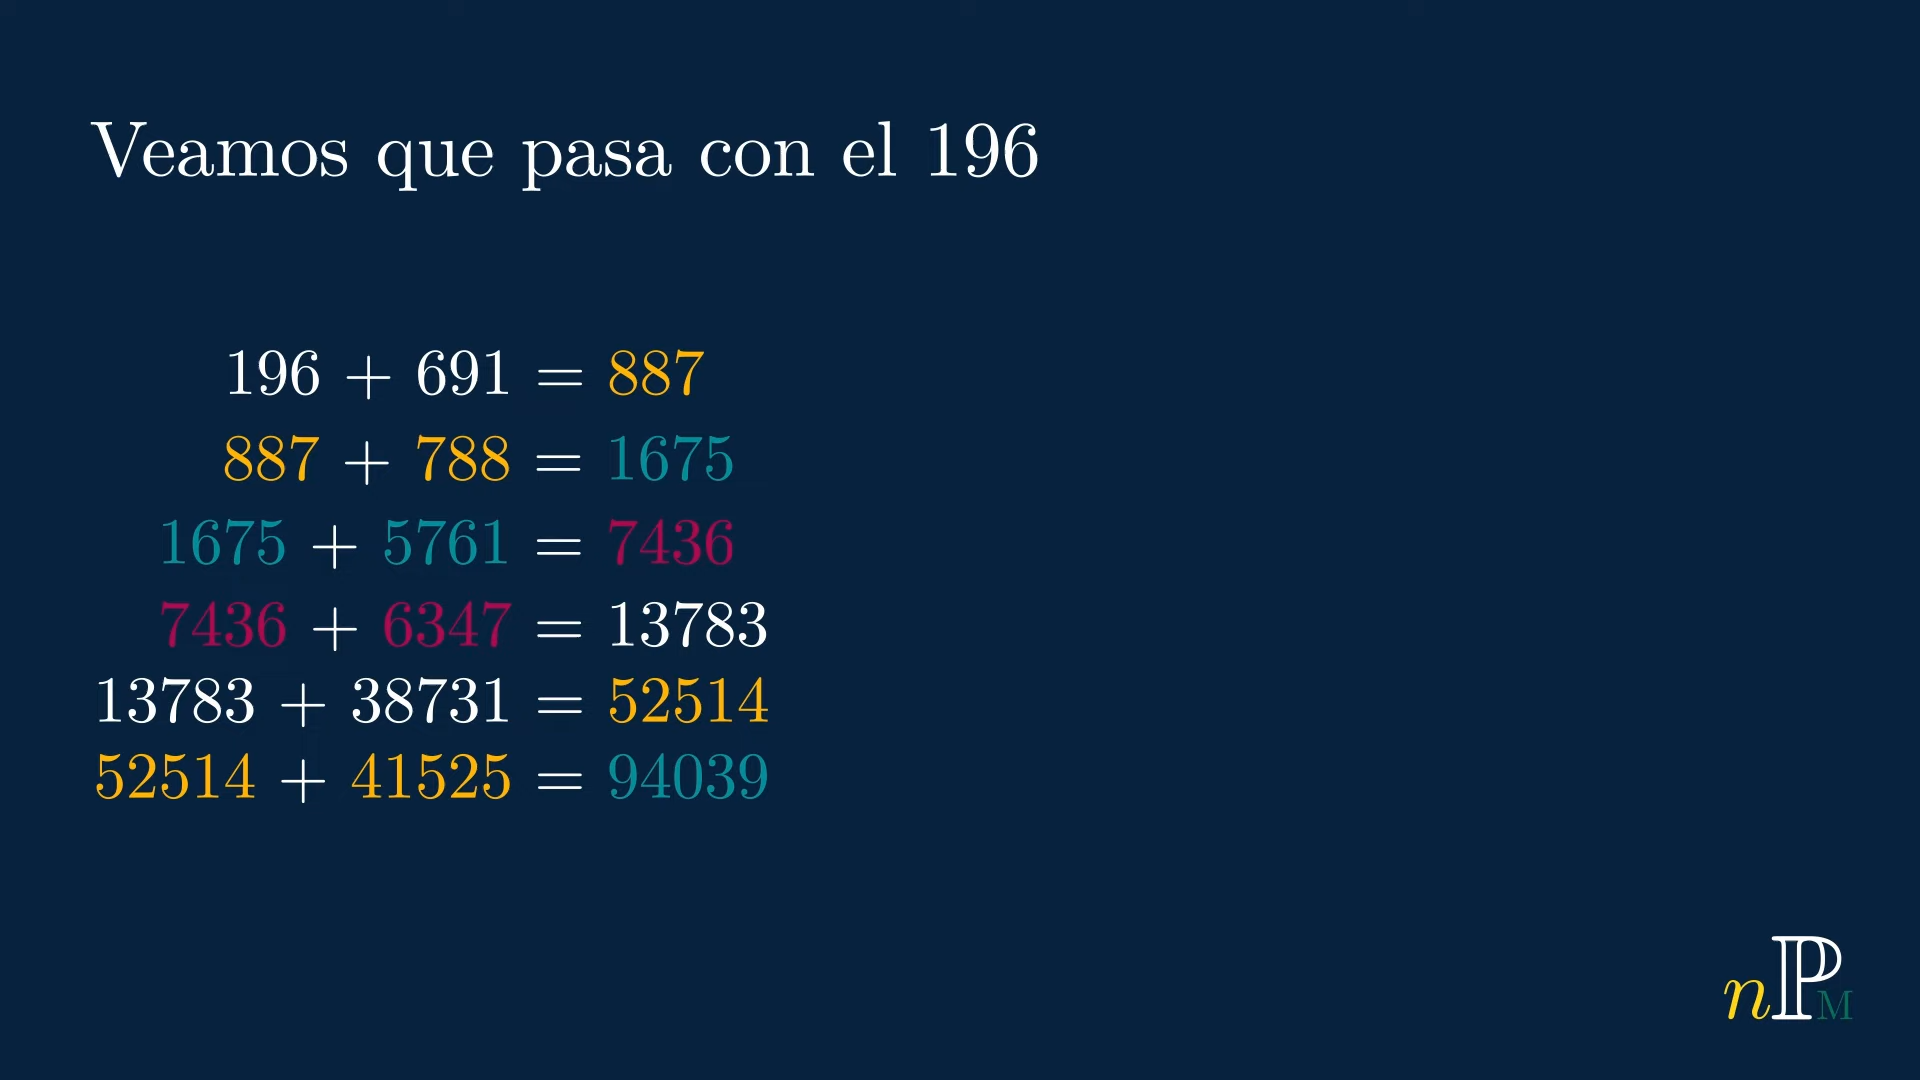 Veamos que pasa con el 196
196 + 691 = 887
887 + 788 = 1675
1675 + 5761 = 7436
7436 + 6347 = 13783
13783 + 38731 = 52514
52514 + 41525 = 94039
nℙM